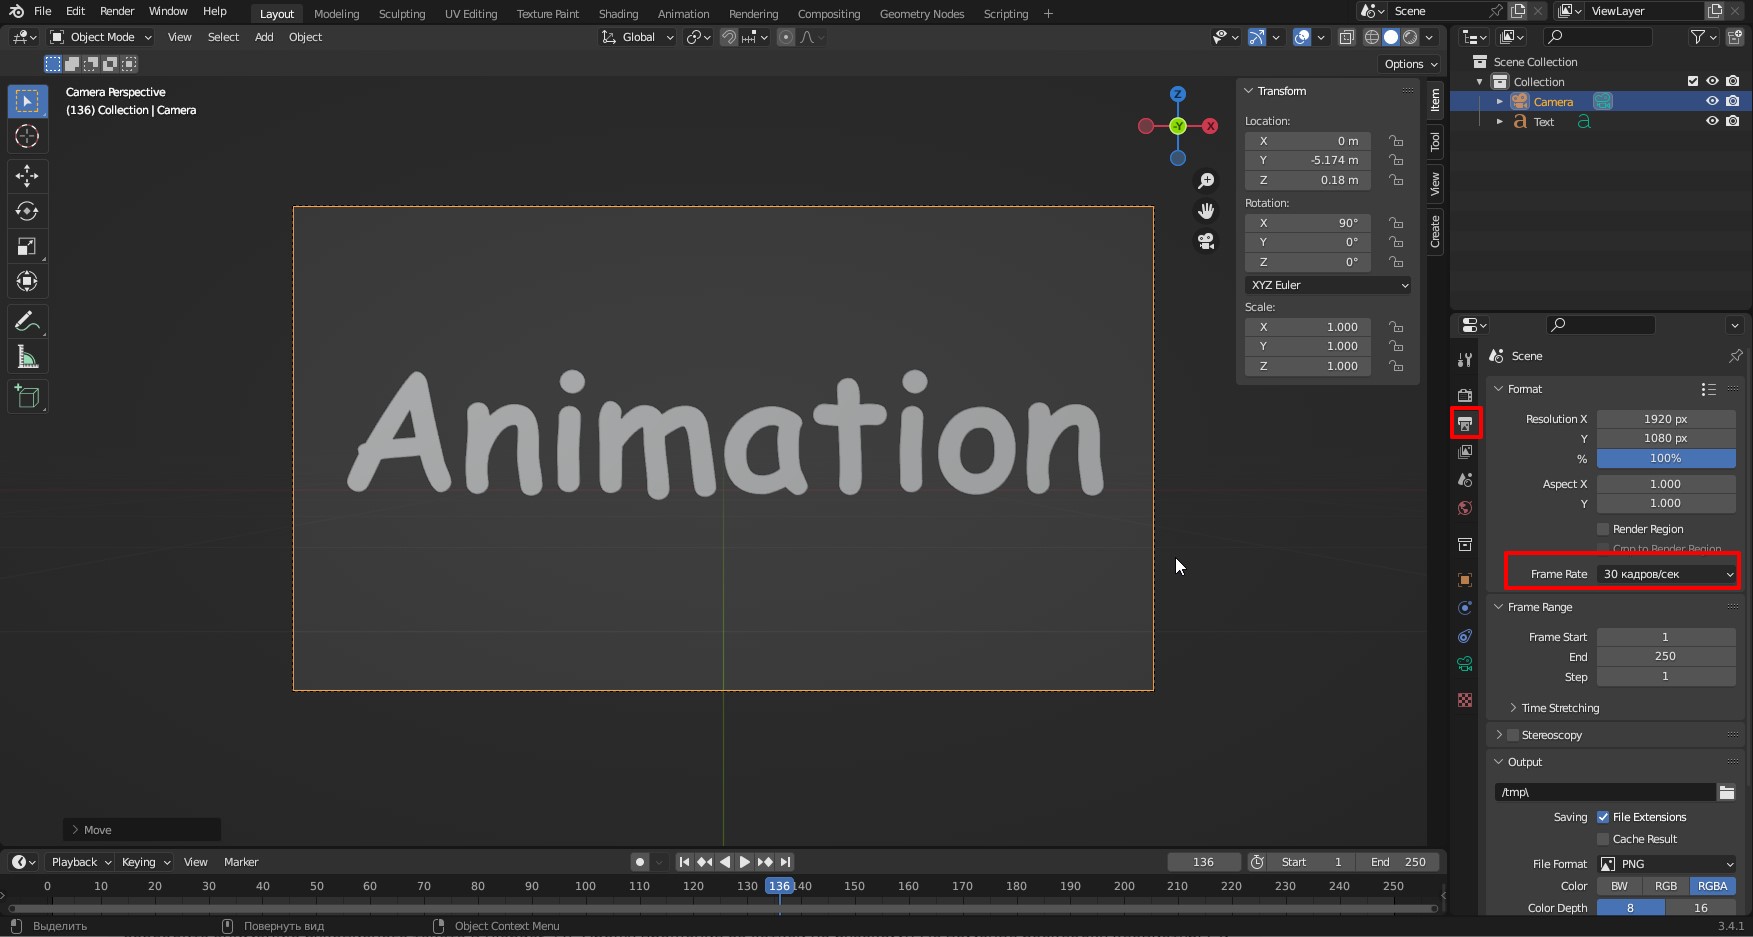 File Edit Render Window Help Layout Modeling Sculpting UV Editing Texture Paint Shading Animation Rendering Compositing Geometry Nodes Scripting + Scene ViewLayer
Object Mode View Select Add Object Global
Options
Camera Perspective
(136) Collection | Camera
Z
-Y
X
Animation
Move
Transform
Location:
X 0 m
Y -5.174 m
Z 0.18 m
Rotation:
X 90°
Y 0°
Z 0°
XYZ Euler
Scale:
X 1.000
Y 1.000
Z 1.000
Item
Tool
View
Create
Scene Collection
Collection
Camera
Text
Scene
Format
Resolution X 1920 px
Y 1080 px
% 100%
Aspect X 1.000
Y 1.000
Render Region
Crop to Render Region
Frame Rate 30 кадров/сек
Frame Range
Frame Start 1
End 250
Step 1
Time Stretching
Stereoscopy
Output
/tmp\
Saving File Extensions
Cache Result
File Format PNG
Color BW RGB RGBA
Color Depth 8 16
Playback Keying View Marker 136 Start 1 End 250
0 10 20 30 40 50 60 70 80 90 100 110 120 130 136 140 150 160 170 180 190 200 210 220 230 240 250
Выделить Повернуть вид Object Context Menu 3.4.1